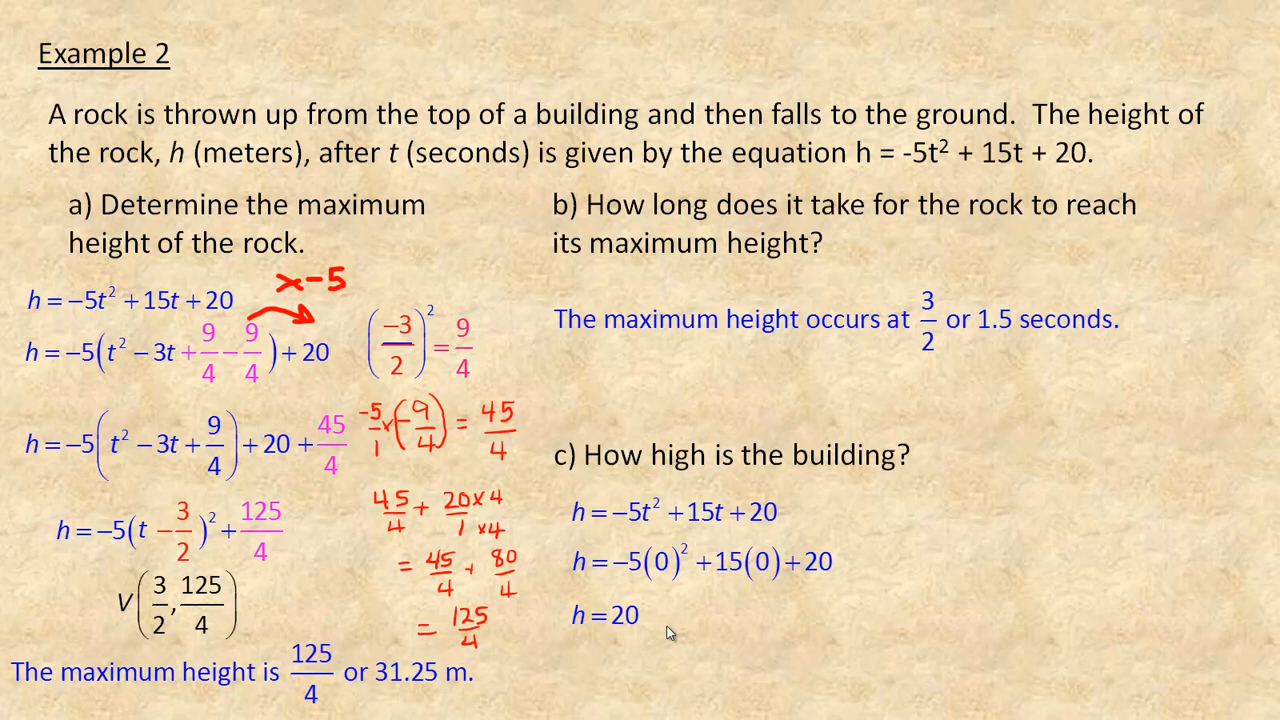 Example 2
A rock is thrown up from the top of a building and then falls to the ground. The height of
the rock, h (meters), after t (seconds) is given by the equation h = -5t² + 15t + 20.
a) Determine the maximum
height of the rock.
x -5
h = −5t² + 15t + 20
h = −5(t² − 3t + 9/4 − 9/4) + 20
(−3/2)² = 9/4
h = −5(t² − 3t + 9/4) + 20 + 45/4
-5/1 x (-9/4) = 45/4
45/4 + 20x4/1x4
= 45/4 + 80/4
= 125/4
h = −5(t − 3/2)² + 125/4
V(3/2, 125/4)
The maximum height is 125/4 or 31.25 m.
b) How long does it take for the rock to reach
its maximum height?
The maximum height occurs at 3/2 or 1.5 seconds.
c) How high is the building?
h = −5t² + 15t + 20
h = −5(0)² + 15(0) + 20
h = 20